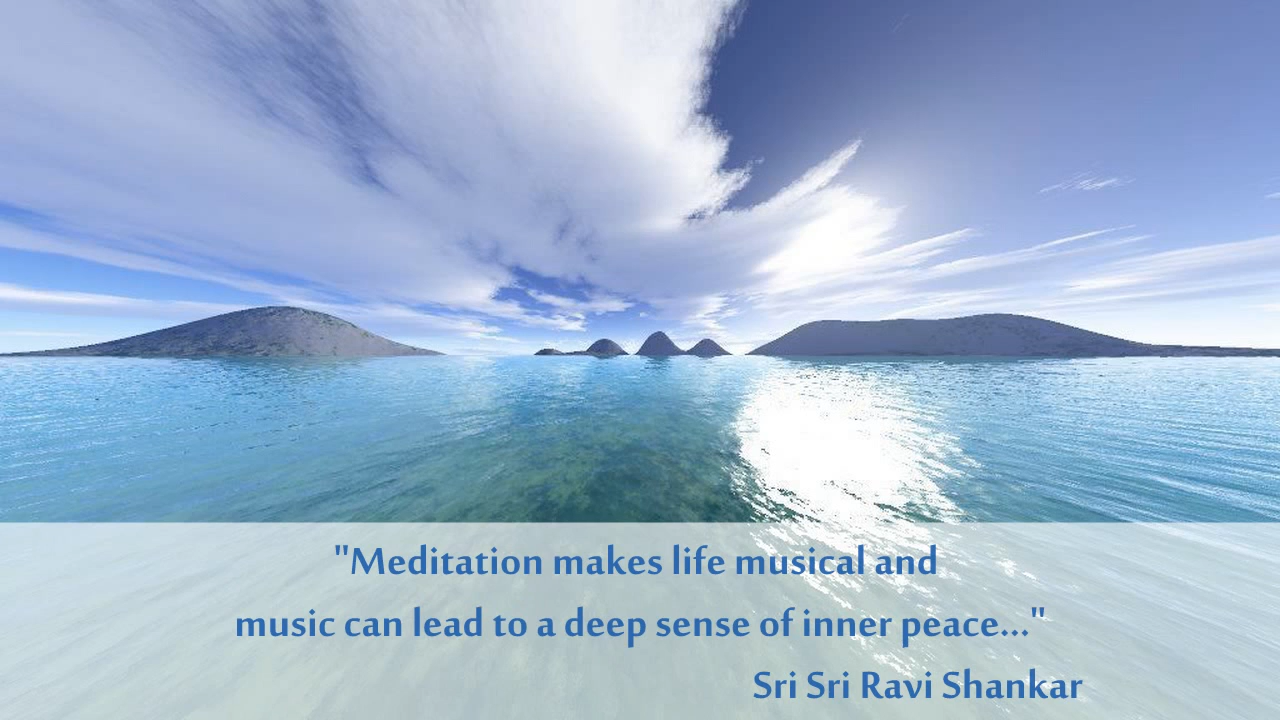 "Meditation makes life musical and
music can lead to a deep sense of inner peace..."
Sri Sri Ravi Shankar